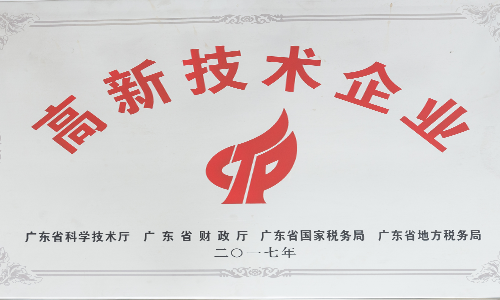 高新技术企业
CTP
广东省科学技术厅 广东省财政厅 广东省国家税务局 广东省地方税务局
二〇一七年